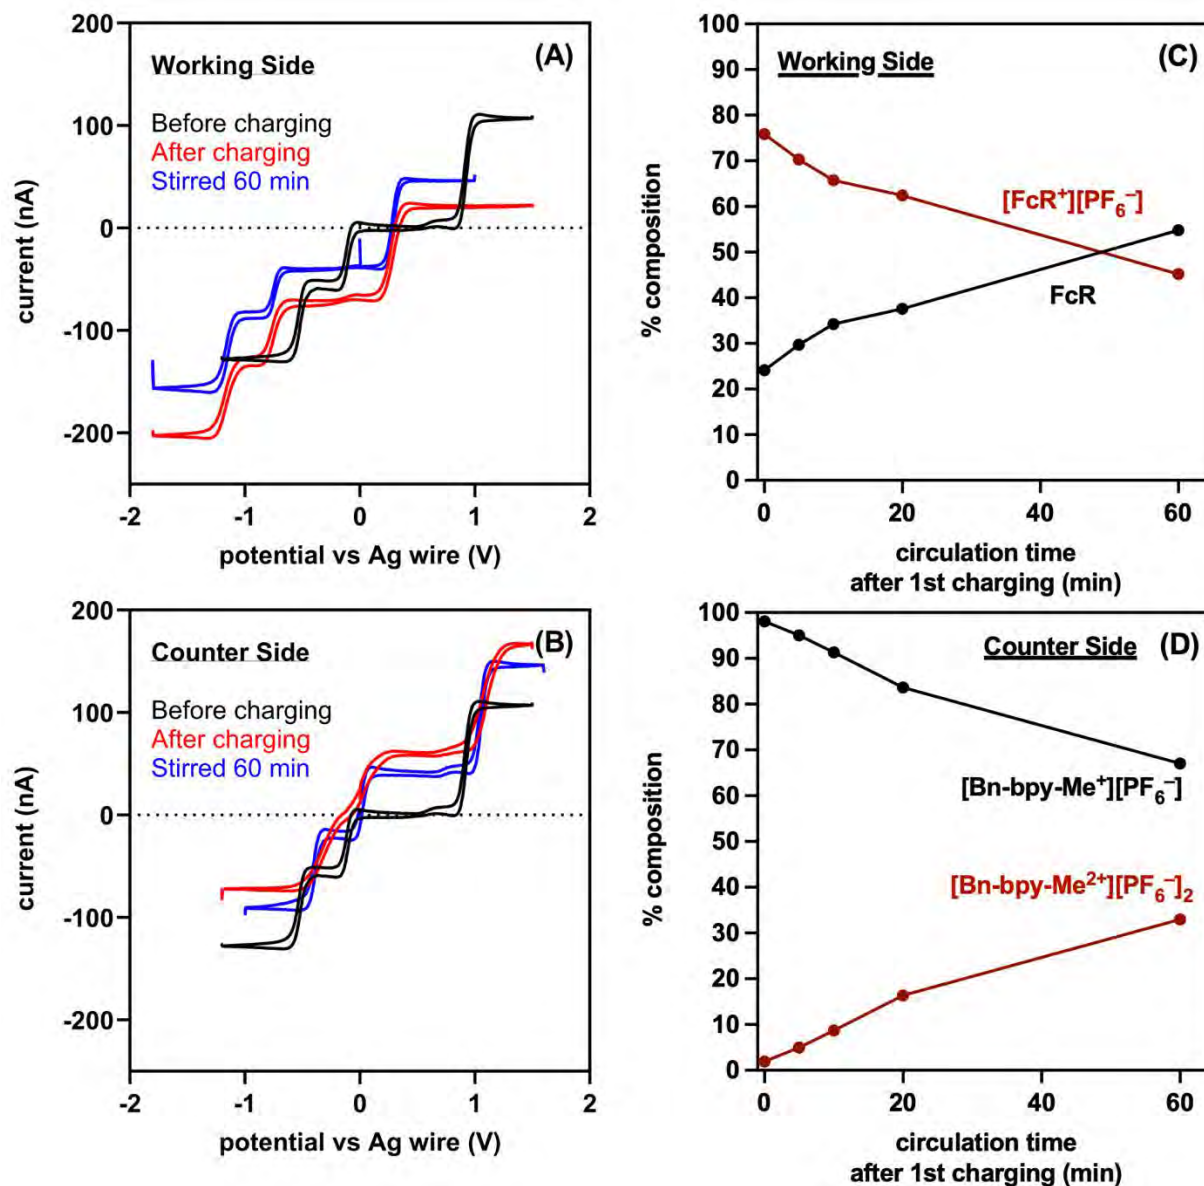 200
100
0
-100
-200
current (nA)
(A)
Working Side
Before charging
After charging
Stirred 60 min
-2 -1 0 1 2
potential vs Ag wire (V)
100
90
80
70
60
50
40
30
20
10
0
% composition
Working Side
(C)
[FcR⁺][PF₆⁻]
FcR
0 20 40 60
circulation time
after 1st charging (min)
200
100
0
-100
-200
current (nA)
(B)
Counter Side
Before charging
After charging
Stirred 60 min
-2 -1 0 1 2
potential vs Ag wire (V)
100
90
80
70
60
50
40
30
20
10
0
% composition
Counter Side
(D)
[Bn-bpy-Me⁺][PF₆⁻]
[Bn-bpy-Me²⁺][PF₆⁻]₂
0 20 40 60
circulation time
after 1st charging (min)